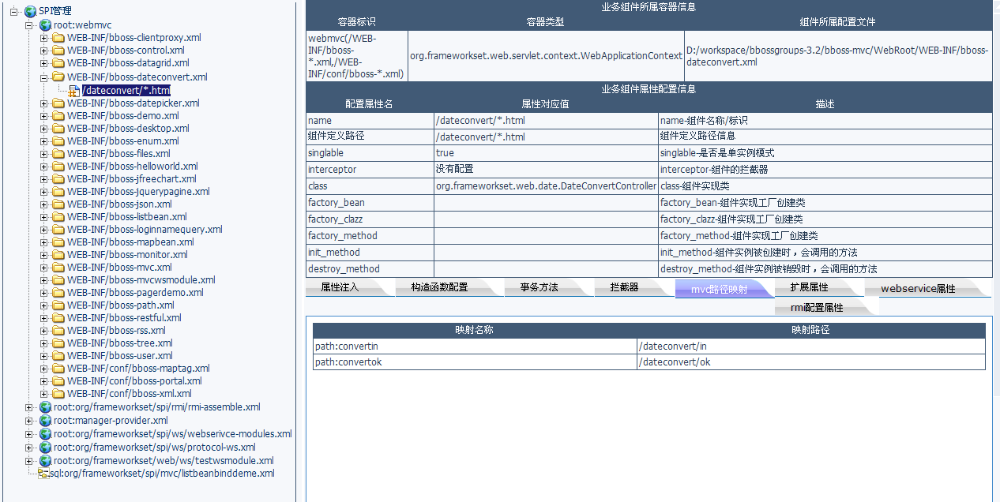 SPI管理
root:webmvc
WEB-INF/bboss-clientproxy.xml
WEB-INF/bboss-control.xml
WEB-INF/bboss-datagrid.xml
WEB-INF/bboss-dateconvert.xml
/dateconvert/*.html
WEB-INF/bboss-datepicker.xml
WEB-INF/bboss-demo.xml
WEB-INF/bboss-desktop.xml
WEB-INF/bboss-enum.xml
WEB-INF/bboss-files.xml
WEB-INF/bboss-helloworld.xml
WEB-INF/bboss-jfreechart.xml
WEB-INF/bboss-jquerypagine.xml
WEB-INF/bboss-json.xml
WEB-INF/bboss-listbean.xml
WEB-INF/bboss-loginnamequery.xml
WEB-INF/bboss-mapbean.xml
WEB-INF/bboss-monitor.xml
WEB-INF/bboss-mvc.xml
WEB-INF/bboss-mvcwsmodule.xml
WEB-INF/bboss-pagerdemo.xml
WEB-INF/bboss-path.xml
WEB-INF/bboss-restful.xml
WEB-INF/bboss-rss.xml
WEB-INF/bboss-tree.xml
WEB-INF/bboss-user.xml
WEB-INF/conf/bboss-maptag.xml
WEB-INF/conf/bboss-portal.xml
WEB-INF/conf/bboss-xml.xml
root:org/frameworkset/spi/rmi/rmi-assemble.xml
root:manager-provider.xml
root:org/frameworkset/spi/ws/webserivce-modules.xml
root:org/frameworkset/spi/ws/protocol-ws.xml
root:org/frameworkset/web/ws/testwsmodule.xml
sql:org/frameworkset/spi/mvc/listbeanbinddeme.xml
业务组件所属容器信息
容器标识 容器类型 组件所属配置文件
webmvc(/WEB-
INF/bboss-
*.xml,/WEB-
INF/conf/bboss-*.xml)
org.frameworkset.web.servlet.context.WebApplicationContext
D:/workspace/bbossgroups-3.2/bboss-mvc/WebRoot/WEB-INF/bboss-
dateconvert.xml
业务组件属性配置信息
配置属性名 属性对应值 描述
name /dateconvert/*.html name-组件名称/标识
组件定义路径 /dateconvert/*.html 组件定义路径信息
singlable true singlable-是否是单实例模式
interceptor 没有配置 interceptor-组件的拦截器
class org.frameworkset.web.date.DateConvertController class-组件实现类
factory_bean factory_bean-组件实现工厂创建类
factory_clazz factory_clazz-组件实现工厂创建类
factory_method factory_method-组件实现工厂创建类
init_method init_method-组件实例被创建时，会调用的方法
destroy_method destroy_method-组件实例被销毁时，会调用的方法
属性注入 构造函数配置 事务方法 拦截器 mvc路径映射 扩展属性 webservice属性
rmi配置属性
映射名称 映射路径
path:convertin /dateconvert/in
path:convertok /dateconvert/ok